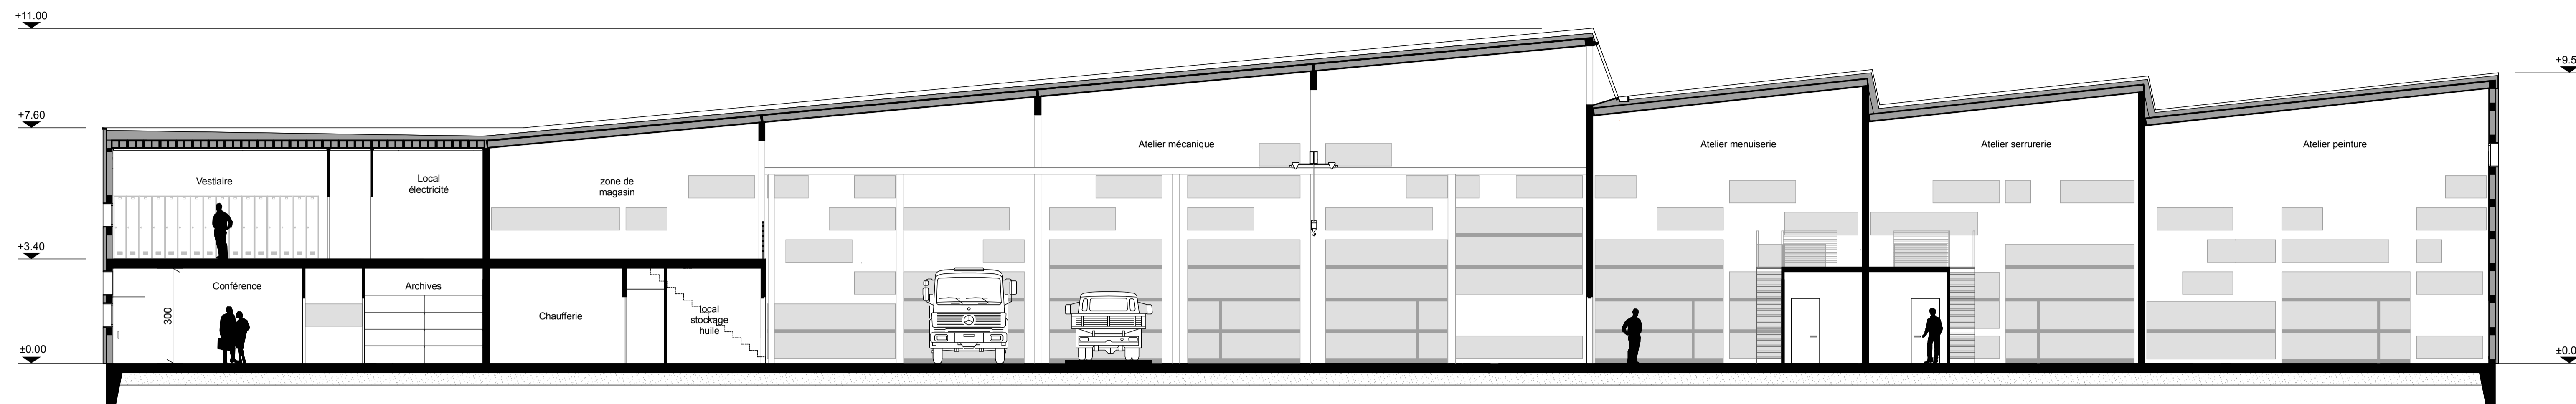 +11.00
+9.5
+7.60
Atelier mécanique
Atelier menuiserie
Atelier serrurerie
Atelier peinture
Vestiaire
Local
électricité
zone de
magasin
+3.40
Conférence
Archives
300
Chaufferie
local
stockage
huile
±0.00
±0.0